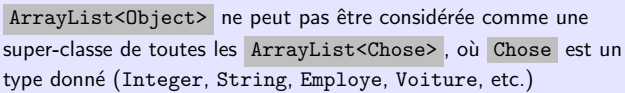 ArrayList<Object> ne peut pas être considérée comme une
super-classe de toutes les ArrayList<Chose>, où Chose est un
type donné (Integer, String, Employe, Voiture, etc.)